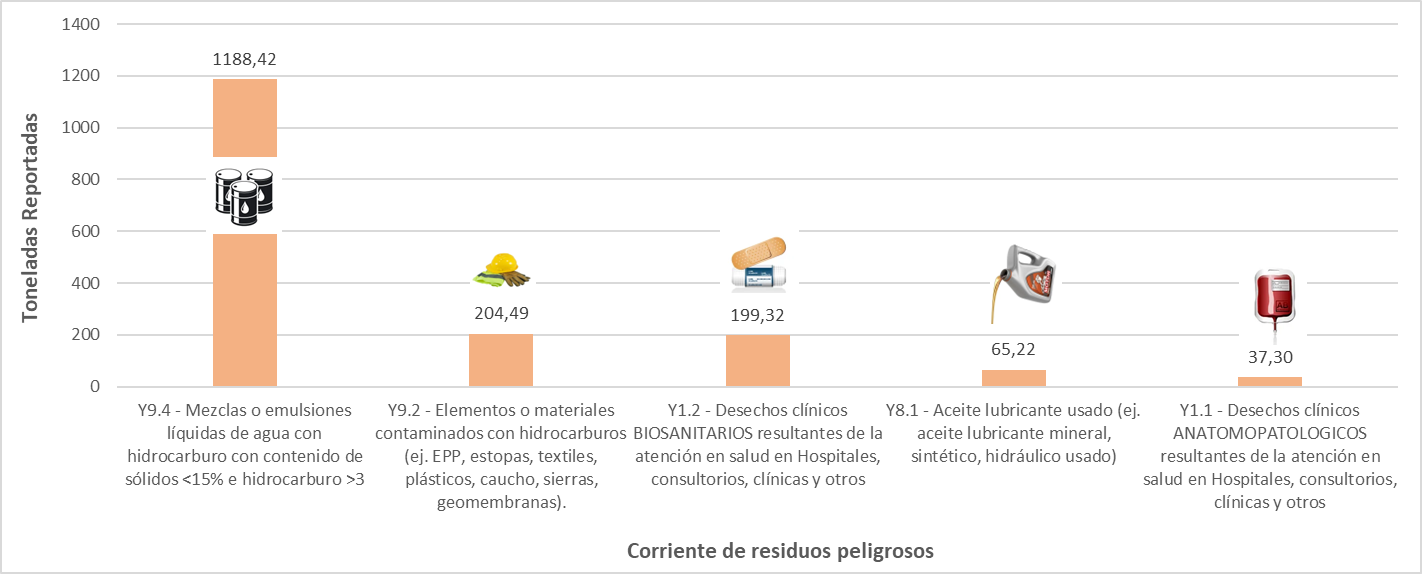 1400
1200
1000
800
600
400
200
0
Toneladas Reportadas
1188,42
204,49
199,32
65,22
37,30
Y9.4 - Mezclas o emulsiones
líquidas de agua con
hidrocarburo con contenido de
sólidos <15% e hidrocarburo >3
Y9.2 - Elementos o materiales
contaminados con hidrocarburos
(ej. EPP, estopas, textiles,
plásticos, caucho, sierras,
geomembranas).
Y1.2 - Desechos clínicos
BIOSANITARIOS resultantes de la
atención en salud en Hospitales,
consultorios, clínicas y otros
Y8.1 - Aceite lubricante usado (ej.
aceite lubricante mineral,
sintético, hidráulico usado)
Y1.1 - Desechos clínicos
ANATOMOPATOLOGICOS
resultantes de la atención en
salud en Hospitales, consultorios,
clínicas y otros
Corriente de residuos peligrosos